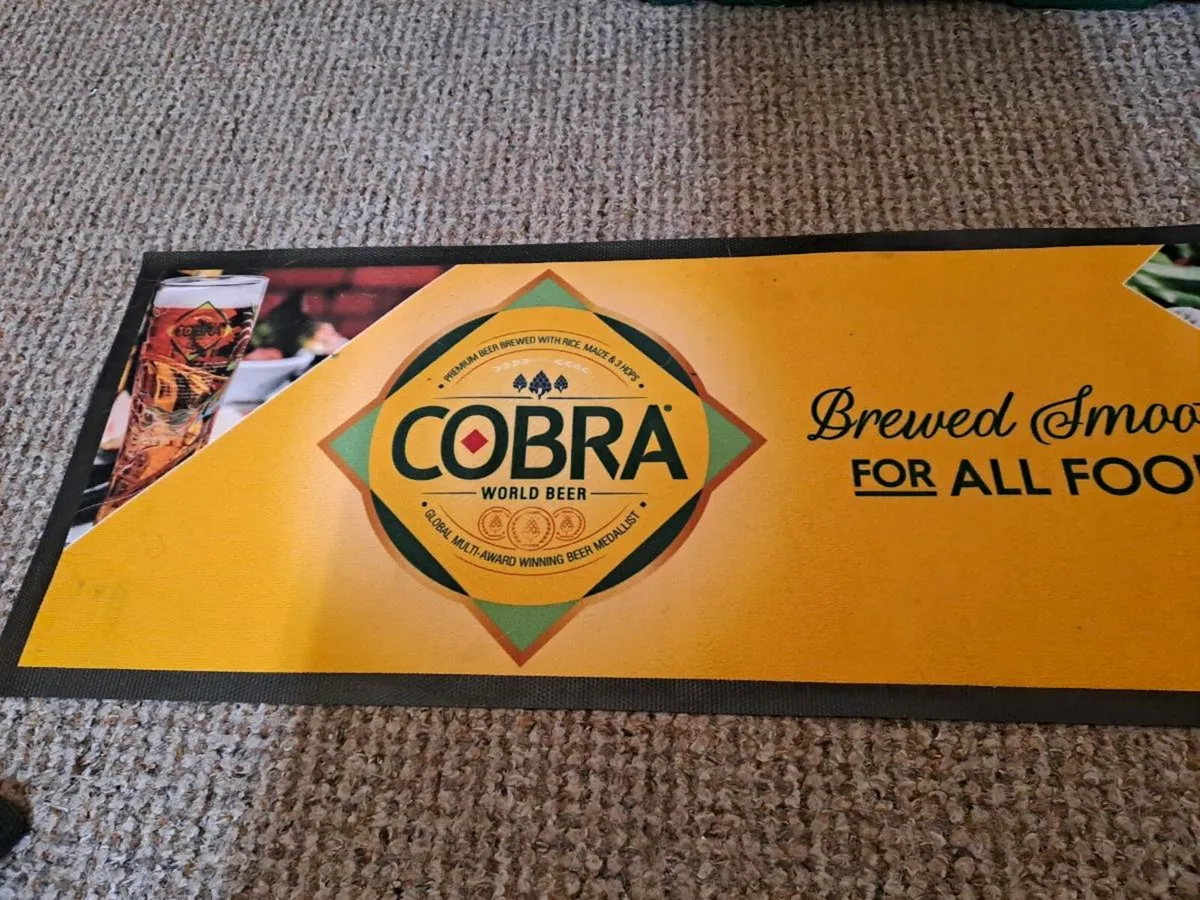 PREMIUM BEER BREWED WITH RICE, MAIZE & 3 HOPS
COBRA®
WORLD BEER
GLOBAL MULTI-AWARD WINNING BEER MEDALLIST
COBRA
Brewed Smoo
FOR ALL FOO